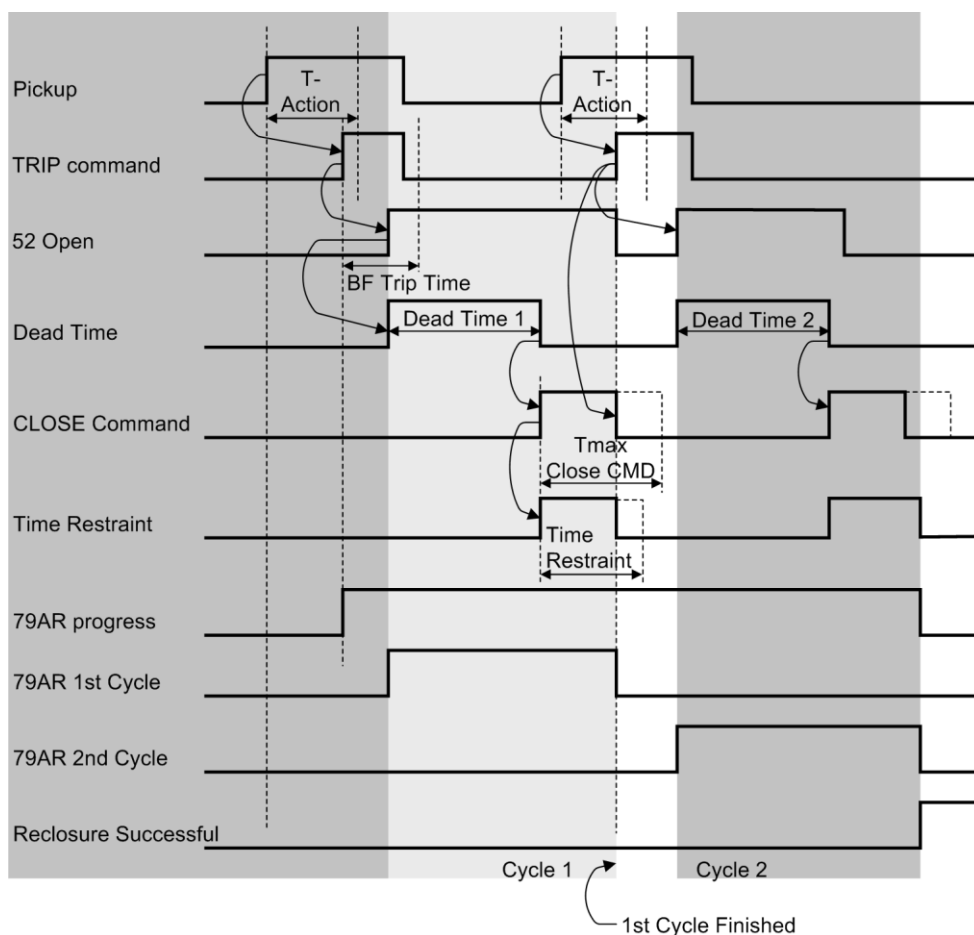 Pickup
T-
Action
T-
Action
TRIP command
52 Open
BF Trip Time
Dead Time
Dead Time 1
Dead Time 2
CLOSE Command
Tmax
Close CMD
Time Restraint
Time
Restraint
79AR progress
79AR 1st Cycle
79AR 2nd Cycle
Reclosure Successful
Cycle 1
Cycle 2
1st Cycle Finished